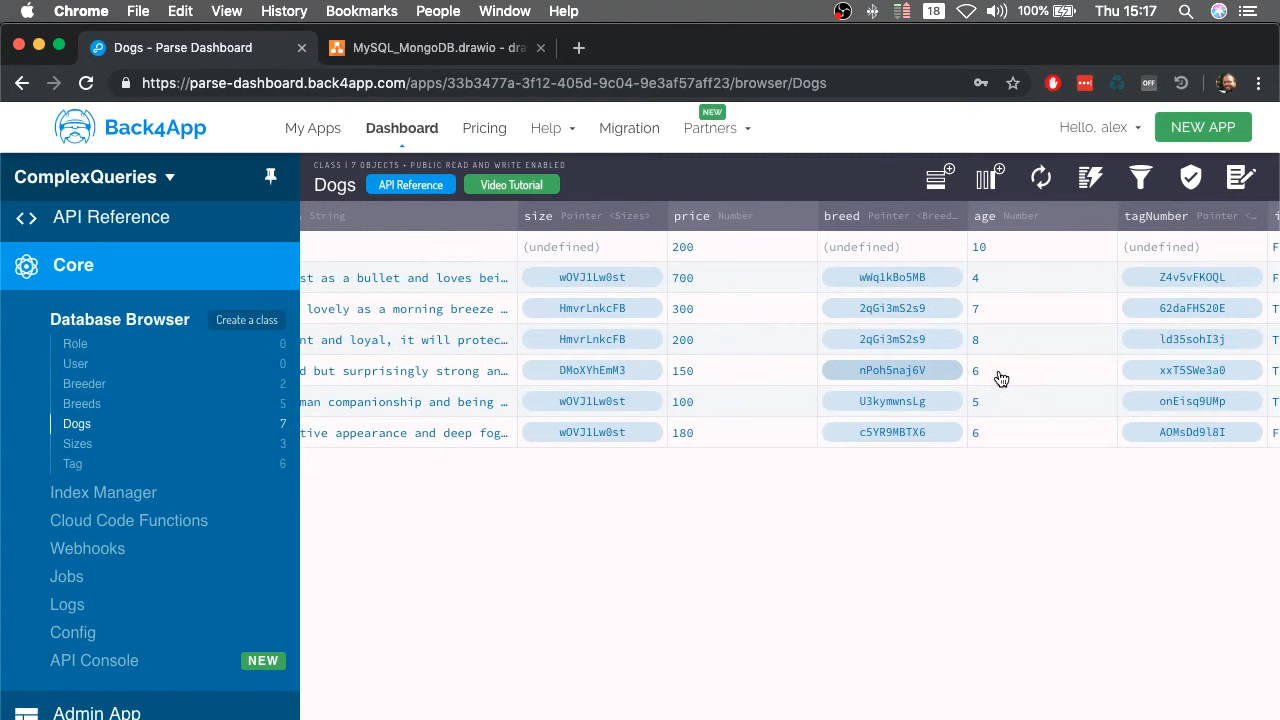 Chrome File Edit View History Bookmarks People Window Help 18 100% Thu 15:17
Dogs - Parse Dashboard MySQL_MongoDB.drawio - dra
https://parse-dashboard.back4app.com/apps/33b3477a-3f12-405d-9c04-9e3af57aff23/browser/Dogs OFF
NEW
Back4App My Apps Dashboard Pricing Help Migration Partners Hello, alex NEW APP
CLASS | 7 OBJECTS • PUBLIC READ AND WRITE ENABLED
ComplexQueries Dogs API Reference Video Tutorial
API Reference
String size Pointer <Sizes> price Number breed Pointer <Breed… age Number tagNumber Pointer <…
(undefined) 200 (undefined) 10 (undefined) F
Core
st as a bullet and loves bei… wOVJ1Lw0st 700 wWq1kBo5MB 4 Z4v5vFKOQL F
lovely as a morning breeze … HmvrLnkcFB 300 2qGi3mS2s9 7 62daFHS20E T
nt and loyal, it will protec… HmvrLnkcFB 200 2qGi3mS2s9 8 ld35sohI3j T
d but surprisingly strong an… DMoXYhEmM3 150 nPoh5naj6V 6 xxT5SWe3a0 T
man companionship and being … wOVJ1Lw0st 100 U3kymwnsLg 5 onEisq9UMp T
tive appearance and deep fog… wOVJ1Lw0st 180 c5YR9MBTX6 6 AOMsDd9l8I F
Database Browser Create a class
Role 0
User 0
Breeder 2
Breeds 5
Dogs 7
Sizes 3
Tag 6
Index Manager
Cloud Code Functions
Webhooks
Jobs
Logs
Config
API Console NEW
Admin App